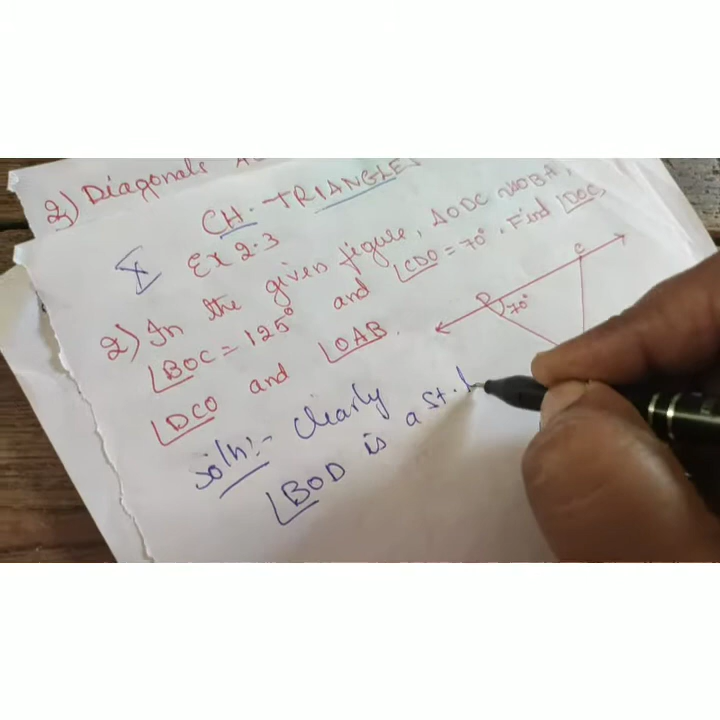 2) Diagonals
CH:- TRIANGLES
X Ex 2.3
2) In the given figure, ΔODC ~ ΔOBA,
∠BOC = 125° and ∠CDO = 70°. Find ∠DOC,
∠DCO and ∠OAB.
C
D
70°
Soln:- Clearly
∠BOD is a St. l